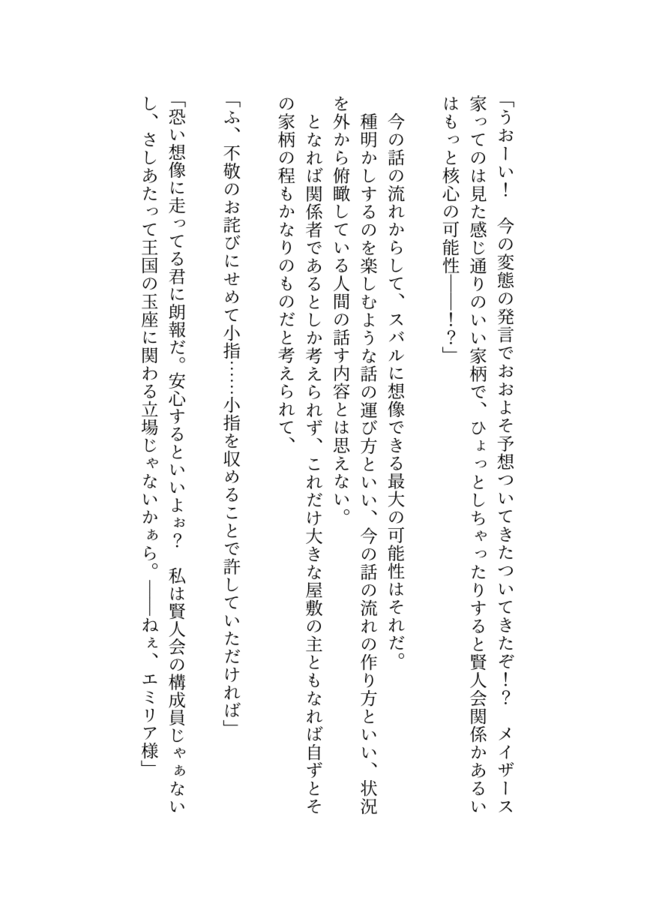 「うおーい！　今の変態の発言でおおよそ予想ついてきたついてきたぞ！？　メイザース
家ってのは見た感じ通りのいい家柄で、ひょっとしちゃったりすると賢人会関係かあるい
はもっと核心の可能性――！？」
　今の話の流れからして、スバルに想像できる最大の可能性はそれだ。
　種明かしするのを楽しむような話の運び方といい、今の話の流れの作り方といい、状況
を外から俯瞰している人間の話す内容とは思えない。
　となれば関係者であるとしか考えられず、これだけ大きな屋敷の主ともなれば自ずとそ
の家柄の程もかなりのものだと考えられて、
「ふ、不敬のお詫びにせめて小指……小指を収めることで許していただければ」
「恐い想像に走ってる君に朗報だ。安心するといいよぉ？　私は賢人会の構成員じゃぁない
し、さしあたって王国の玉座に関わる立場じゃないかぁら。――ねぇ、エミリア様」